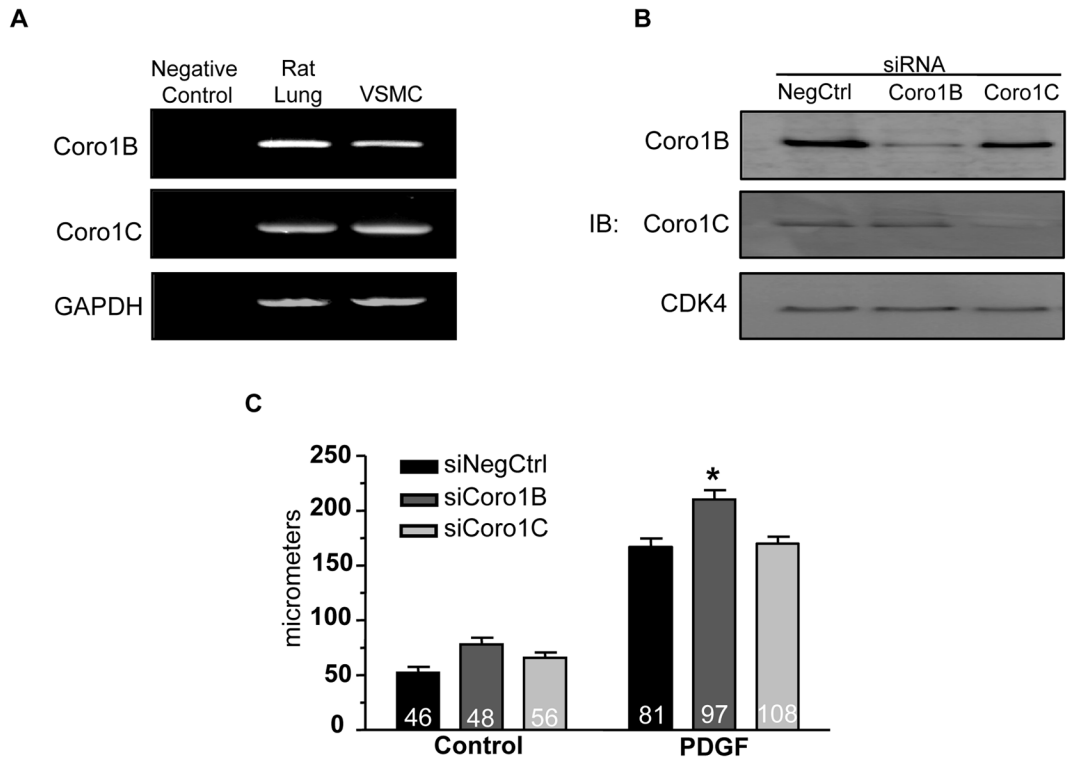 A
Negative Control
Rat Lung
VSMC
Coro1B
Coro1C
GAPDH
B
siRNA
NegCtrl Coro1B Coro1C
Coro1B
IB: Coro1C
CDK4
C
250
200
150
100
50
0
micrometers
siNegCtrl
siCoro1B
siCoro1C
*
46 48 56 81 97 108
Control PDGF